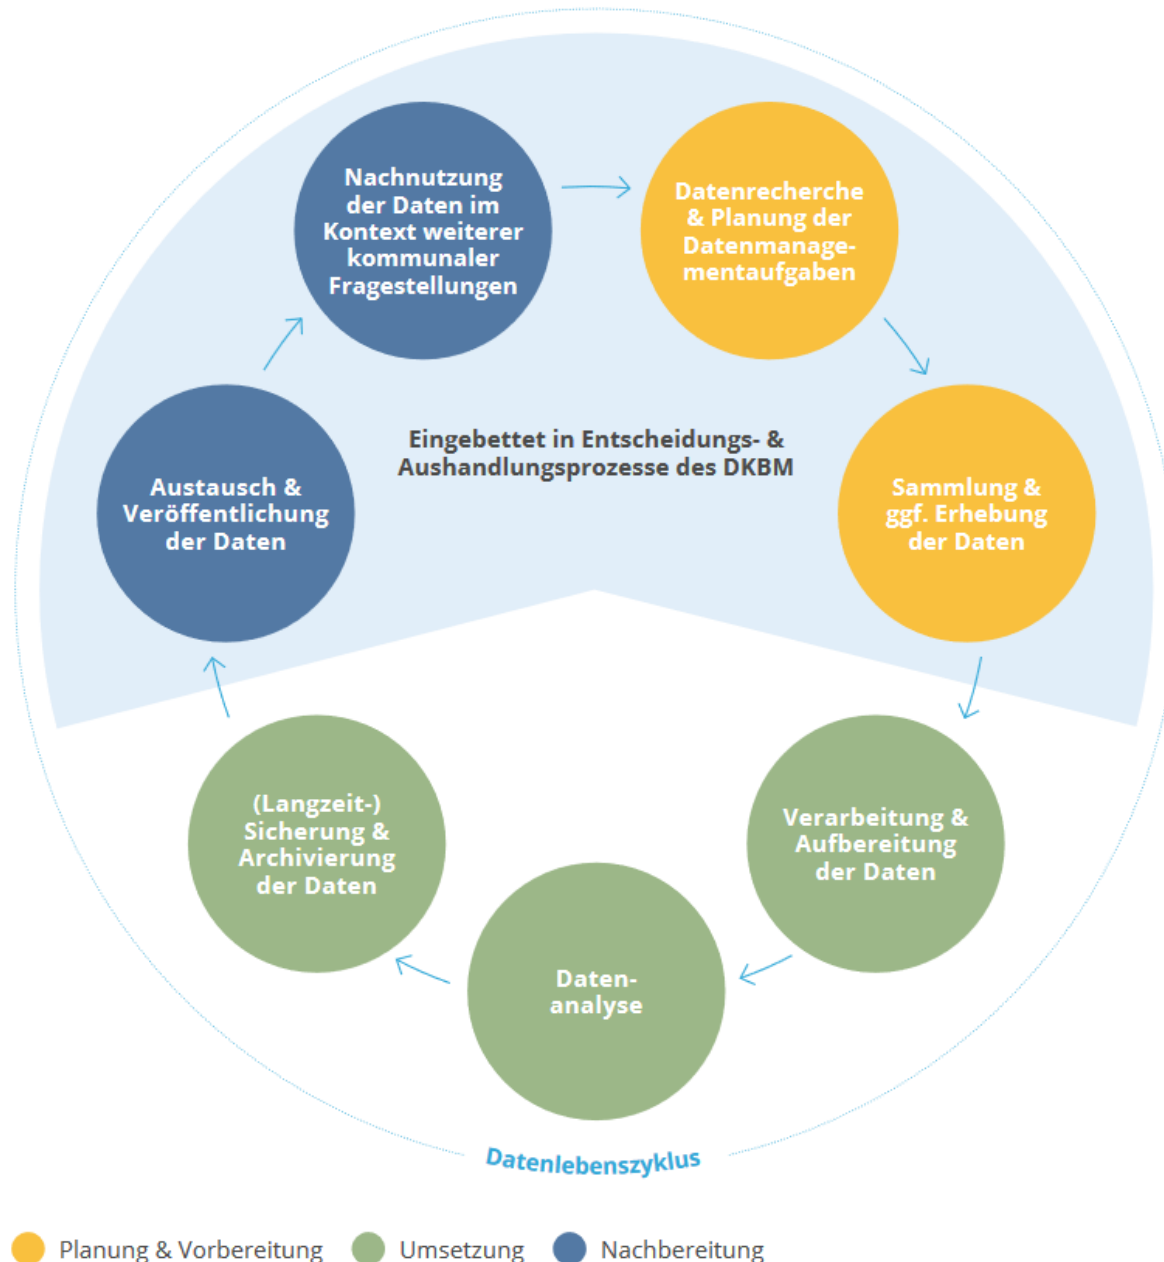 Nachnutzung
der Daten im
Kontext weiterer
kommunaler
Fragestellungen
Datenrecherche
& Planung der
Datenmanage-
mentaufgaben
Eingebettet in Entscheidungs- &
Aushandlungsprozesse des DKBM
Austausch &
Veröffentlichung
der Daten
Sammlung &
ggf. Erhebung
der Daten
(Langzeit-)
Sicherung &
Archivierung
der Daten
Verarbeitung &
Aufbereitung
der Daten
Daten-
analyse
Datenlebenszyklus
Planung & Vorbereitung
Umsetzung
Nachbereitung